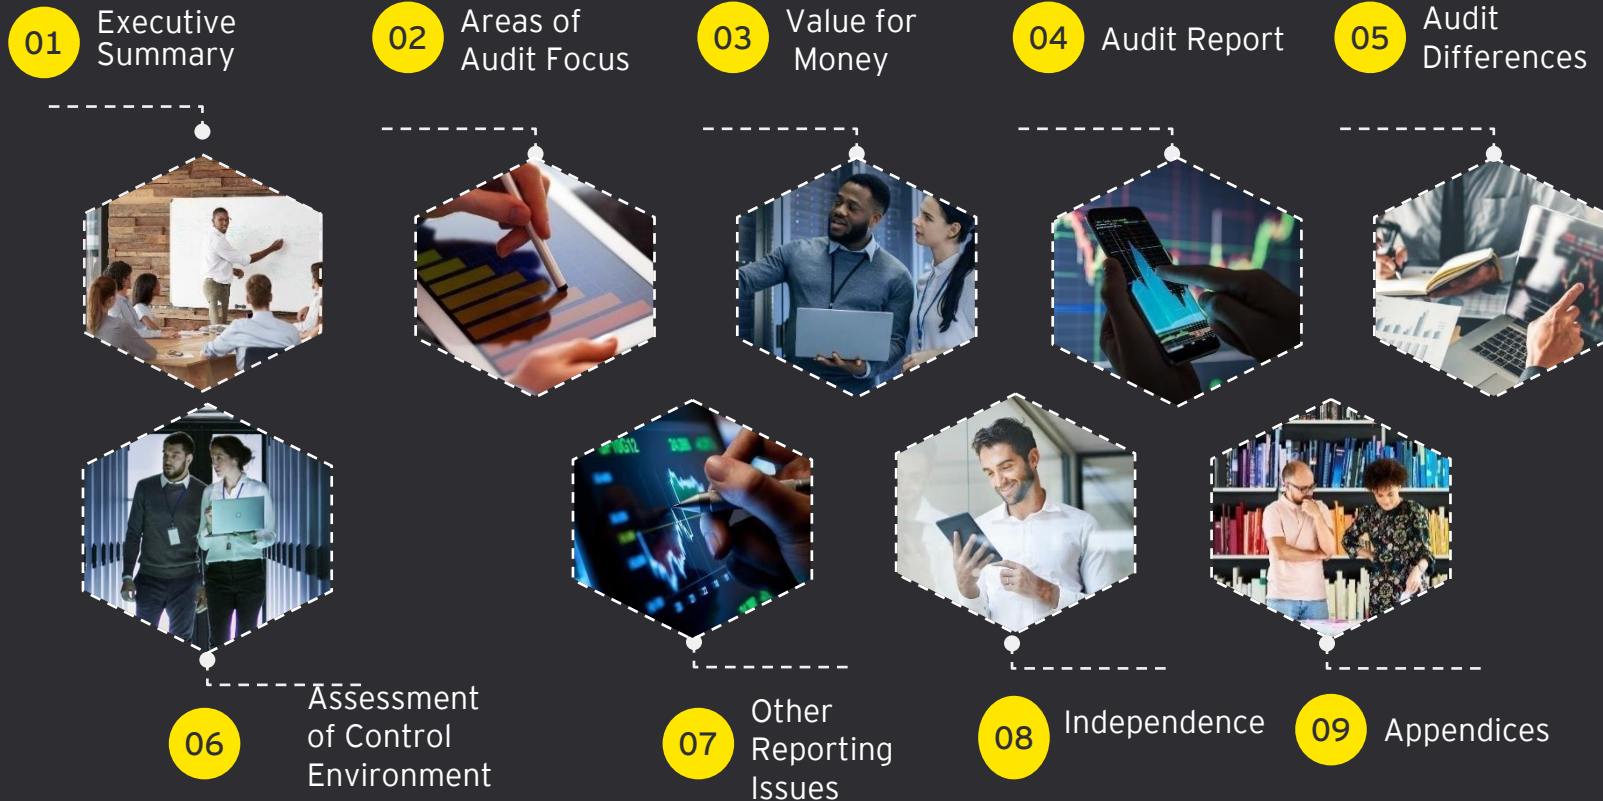 01
Executive
Summary
02
Areas of
Audit Focus
03
Value for
Money
04
Audit Report
05
Audit
Differences
06
Assessment
of Control
Environment
07
Other
Reporting
Issues
08
Independence
09
Appendices